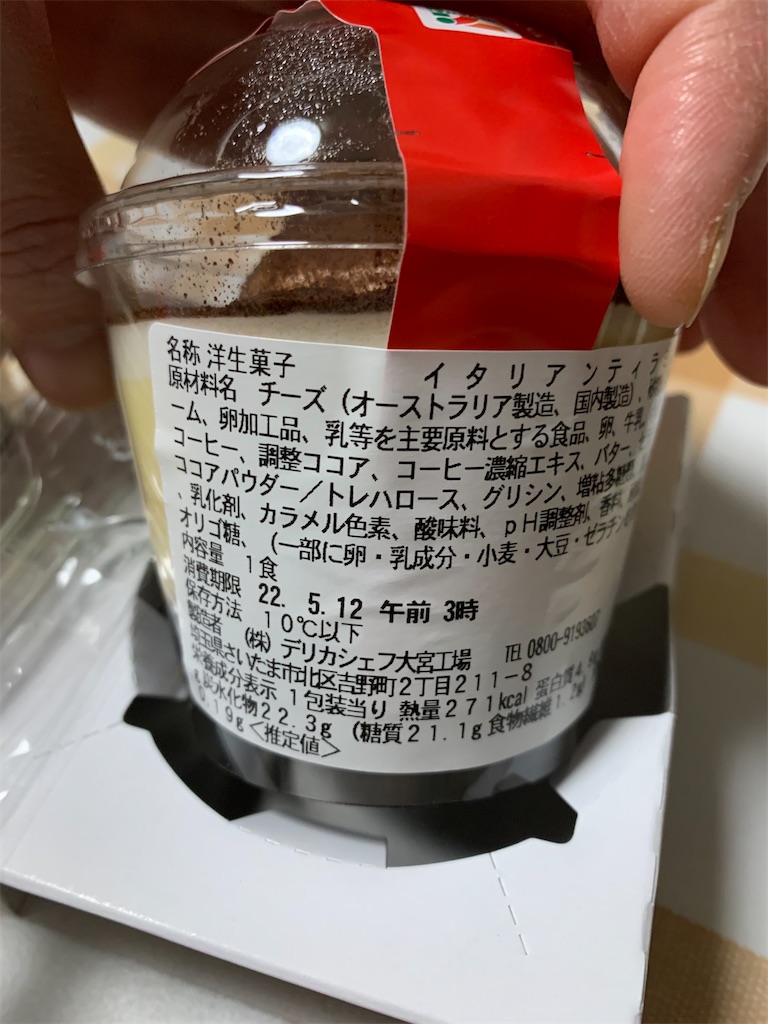 名称 洋生菓子 イタリアンティラ
原材料名 チーズ(オーストラリア製造、国内製造)、
ーム、卵加工品、乳等を主要原料とする食品、卵、牛乳
コーヒー、調整ココア、コーヒー濃縮エキス、バター、
ココアパウダー/トレハロース、グリシン、増粘多糖類
、乳化剤、カラメル色素、酸味料、pH調整剤、香料、
オリゴ糖、(一部に卵・乳成分・小麦・大豆・ゼラチン
内容量 1食
消費期限 22. 5.12 午前 3時
保存方法 10℃以下
製造者 (株)デリカシェフ大宮工場 TEL 0800-9193607
埼玉県さいたま市北区吉野町2丁目211-8
栄養成分表示 1包装当り 熱量271kcal 蛋白質4.
炭水化物22.3g (糖質21.1g 食物繊維1.2g)
.19g<推定値>